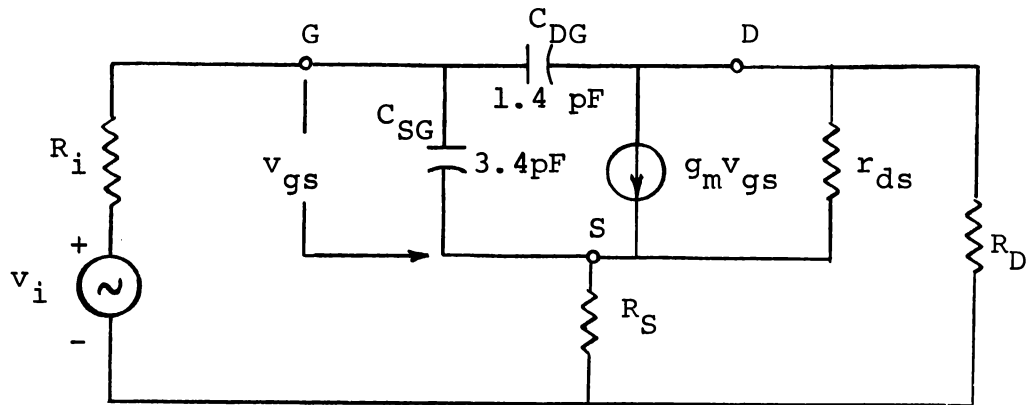 C_DG
G
D
1.4 pF
C_SG
3.4pF
R_i
v_gs
g_m v_gs
r_ds
S
R_D
+
v_i
-
R_S